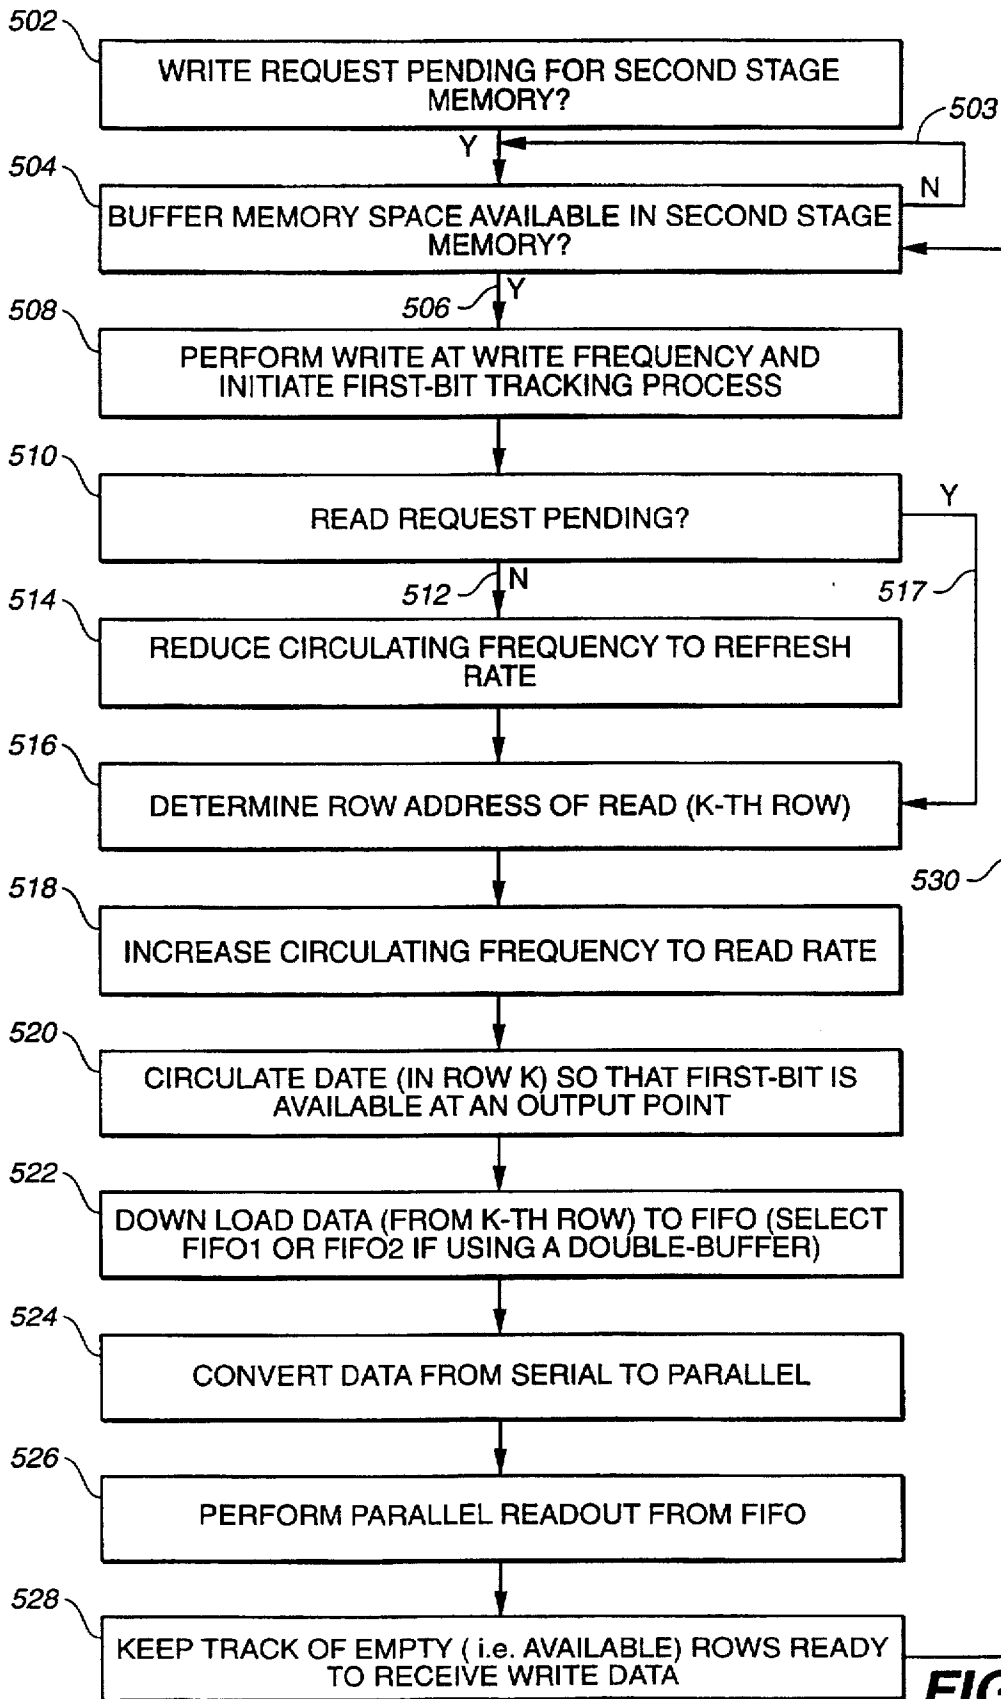 502
WRITE REQUEST PENDING FOR SECOND STAGE
MEMORY?
503
Y
504
N
BUFFER MEMORY SPACE AVAILABLE IN SECOND STAGE
MEMORY?
506
Y
508
PERFORM WRITE AT WRITE FREQUENCY AND
INITIATE FIRST-BIT TRACKING PROCESS
510
Y
READ REQUEST PENDING?
512
N
517
514
REDUCE CIRCULATING FREQUENCY TO REFRESH
RATE
516
DETERMINE ROW ADDRESS OF READ (K-TH ROW)
530
518
INCREASE CIRCULATING FREQUENCY TO READ RATE
520
CIRCULATE DATE (IN ROW K) SO THAT FIRST-BIT IS
AVAILABLE AT AN OUTPUT POINT
522
DOWN LOAD DATA (FROM K-TH ROW) TO FIFO (SELECT
FIFO1 OR FIFO2 IF USING A DOUBLE-BUFFER)
524
CONVERT DATA FROM SERIAL TO PARALLEL
526
PERFORM PARALLEL READOUT FROM FIFO
528
KEEP TRACK OF EMPTY ( i.e. AVAILABLE) ROWS READY
TO RECEIVE WRITE DATA
FIG